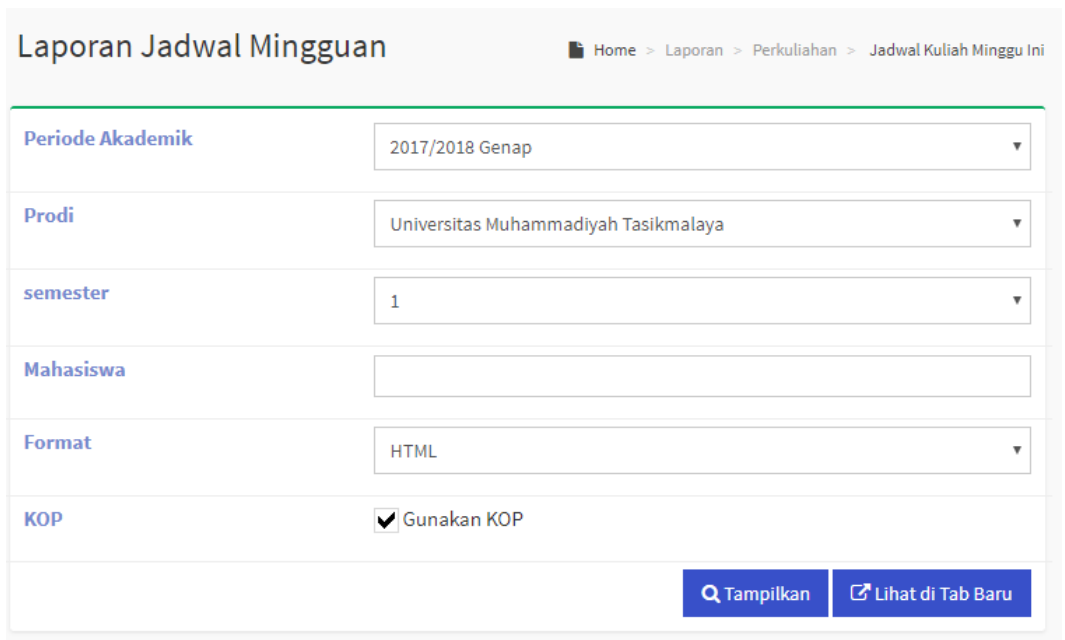 Laporan Jadwal Mingguan
Home > Laporan > Perkuliahan > Jadwal Kuliah Minggu Ini
Periode Akademik 2017/2018 Genap
Prodi Universitas Muhammadiyah Tasikmalaya
semester 1
Mahasiswa
Format HTML
KOP Gunakan KOP
Tampilkan Lihat di Tab Baru